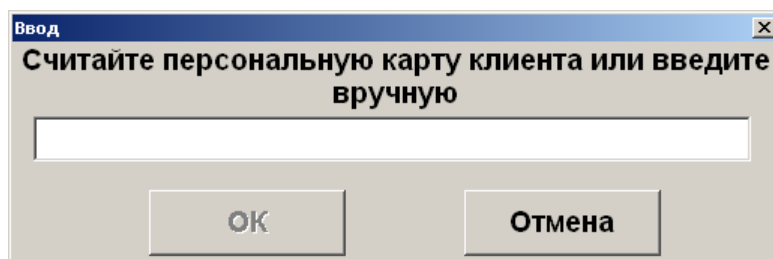 Ввод
Считайте персональную карту клиента или введите
вручную
ОК
Отмена